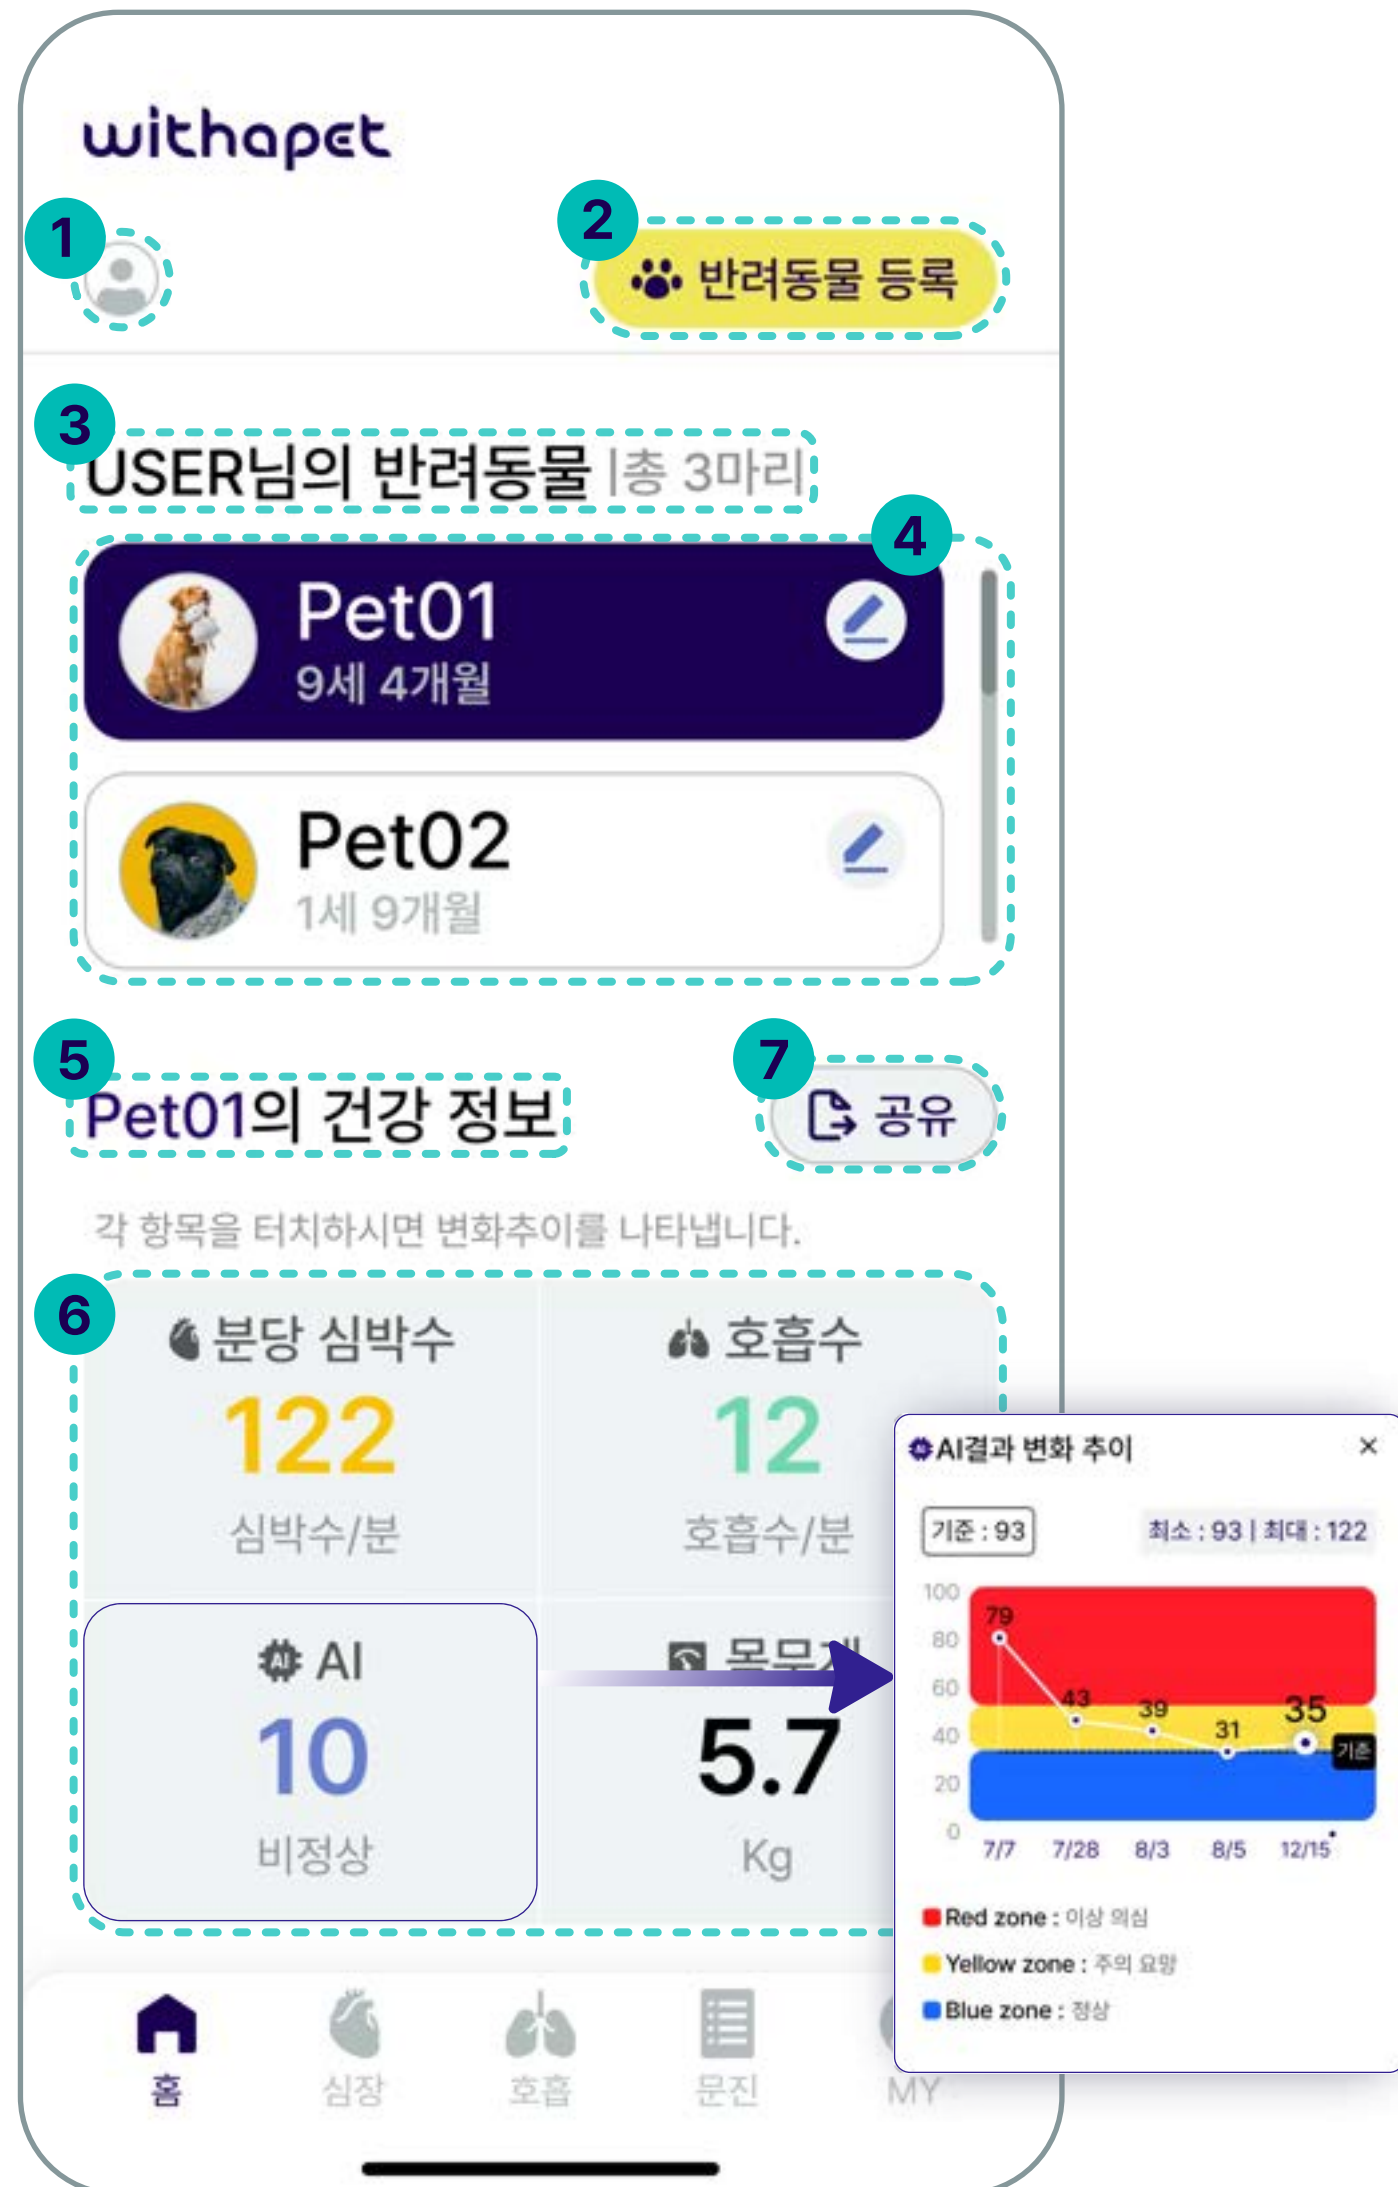 withapet
1
2
반려동물 등록
3
USER님의 반려동물 |총 3마리
4
Pet01
9세 4개월
Pet02
1세 9개월
5
Pet01의 건강 정보
7
공유
각 항목을 터치하시면 변화추이를 나타냅니다.
6
분당 심박수
122
심박수/분
호흡수
12
호흡수/분
AI
AI
10
비정상
몸무게
5.7
Kg
AI결과 변화 추이
×
기준 : 93
최소 : 93 | 최대 : 122
100
80
60
40
20
0
79
43
39
31
35
기준
7/7
7/28
8/3
8/5
12/15
Red zone : 이상 의심
Yellow zone : 주의 요망
Blue zone : 정상
홈
심장
호흡
문진
MY